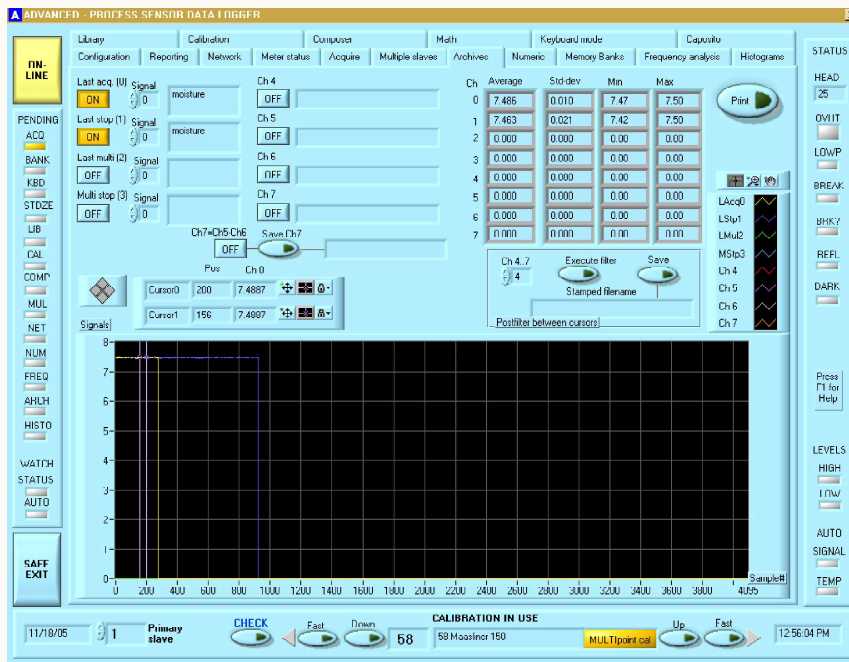 A ADVANCED - PROCESS SENSOR DATA LOGGER
Library Calibration Composer Math Keyboard mode
Configuration Reporting Network Meter status Acquire Multiple slaves Archives Numeric Memory Banks Frequency analysis Histograms
ON-LINE
PENDING
ACQ
BANK
KBD
STDZE
LIB
CAL
COMP
MUL
NET
NUM
FREQ
ARCH
HISTO
WATCH
STATUS
AUTO
SAFE EXIT
Last acq. (0) Signal
ON 0 moisture
Last stop (1) Signal
ON 0 moisture
Last multi (2) Signal
OFF 0
Multi stop (3) Signal
OFF 0
Ch 4
OFF
Ch 5
OFF
Ch 6
OFF
Ch 7
OFF
Ch7=Ch5-Ch6 Save Ch7
OFF
Pos Ch 0
Cursor0 200 7.4887
Cursor1 156 7.4887
Signals
Ch Average Std-dev Min Max
0 7.486 0.010 7.47 7.50
1 7.463 0.021 7.42 7.50
2 0.000 0.000 0.00 0.00
3 0.000 0.000 0.00 0.00
4 0.000 0.000 0.00 0.00
5 0.000 0.000 0.00 0.00
6 0.000 0.000 0.00 0.00
7 0.000 0.000 0.00 0.00
Print
Ch 4..7 Execute filter Save
4
Stamped filename
Postfilter between cursors
LAcq0
LStp1
LMul2
MStp3
Ch 4
Ch 5
Ch 6
Ch 7
STATUS
HEAD
25
OVHT
LOWP
BREAK
BRK?
REFL
DARK
Press F1 for Help
LEVELS
HIGH
LOW
AUTO
SIGNAL
TEMP
8
7
6
5
4
3
2
1
0
0 200 400 600 800 1000 1200 1400 1600 1800 2000 2200 2400 2600 2800 3000 3200 3400 3600 3800 4095
Sample#
11/18/05 1 Primary slave CHECK Fast Down 58
CALIBRATION IN USE
58 Maasliner 150 MULTIpoint cal Up Fast 12:56:04 PM